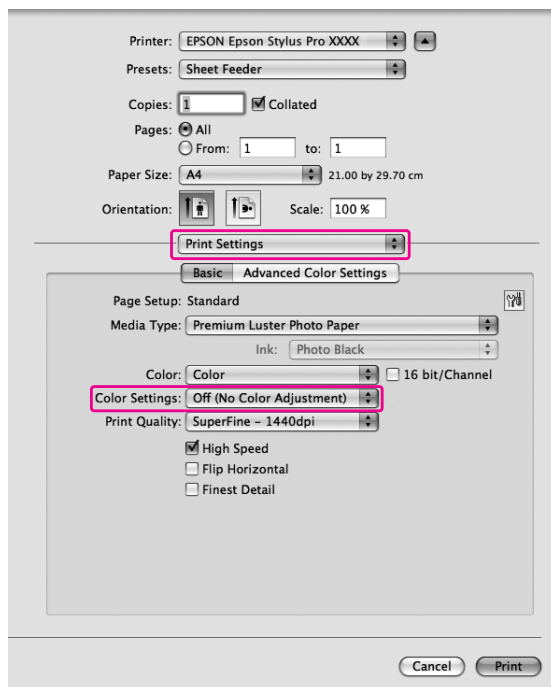 Printer: EPSON Epson Stylus Pro XXXX
Presets: Sheet Feeder
Copies: 1 Collated
Pages: All
From: 1 to: 1
Paper Size: A4 21.00 by 29.70 cm
Orientation: Scale: 100 %
Print Settings
Basic Advanced Color Settings
Page Setup: Standard
Media Type: Premium Luster Photo Paper
Ink: Photo Black
Color: Color 16 bit/Channel
Color Settings: Off (No Color Adjustment)
Print Quality: SuperFine – 1440dpi
High Speed
Flip Horizontal
Finest Detail
Cancel Print